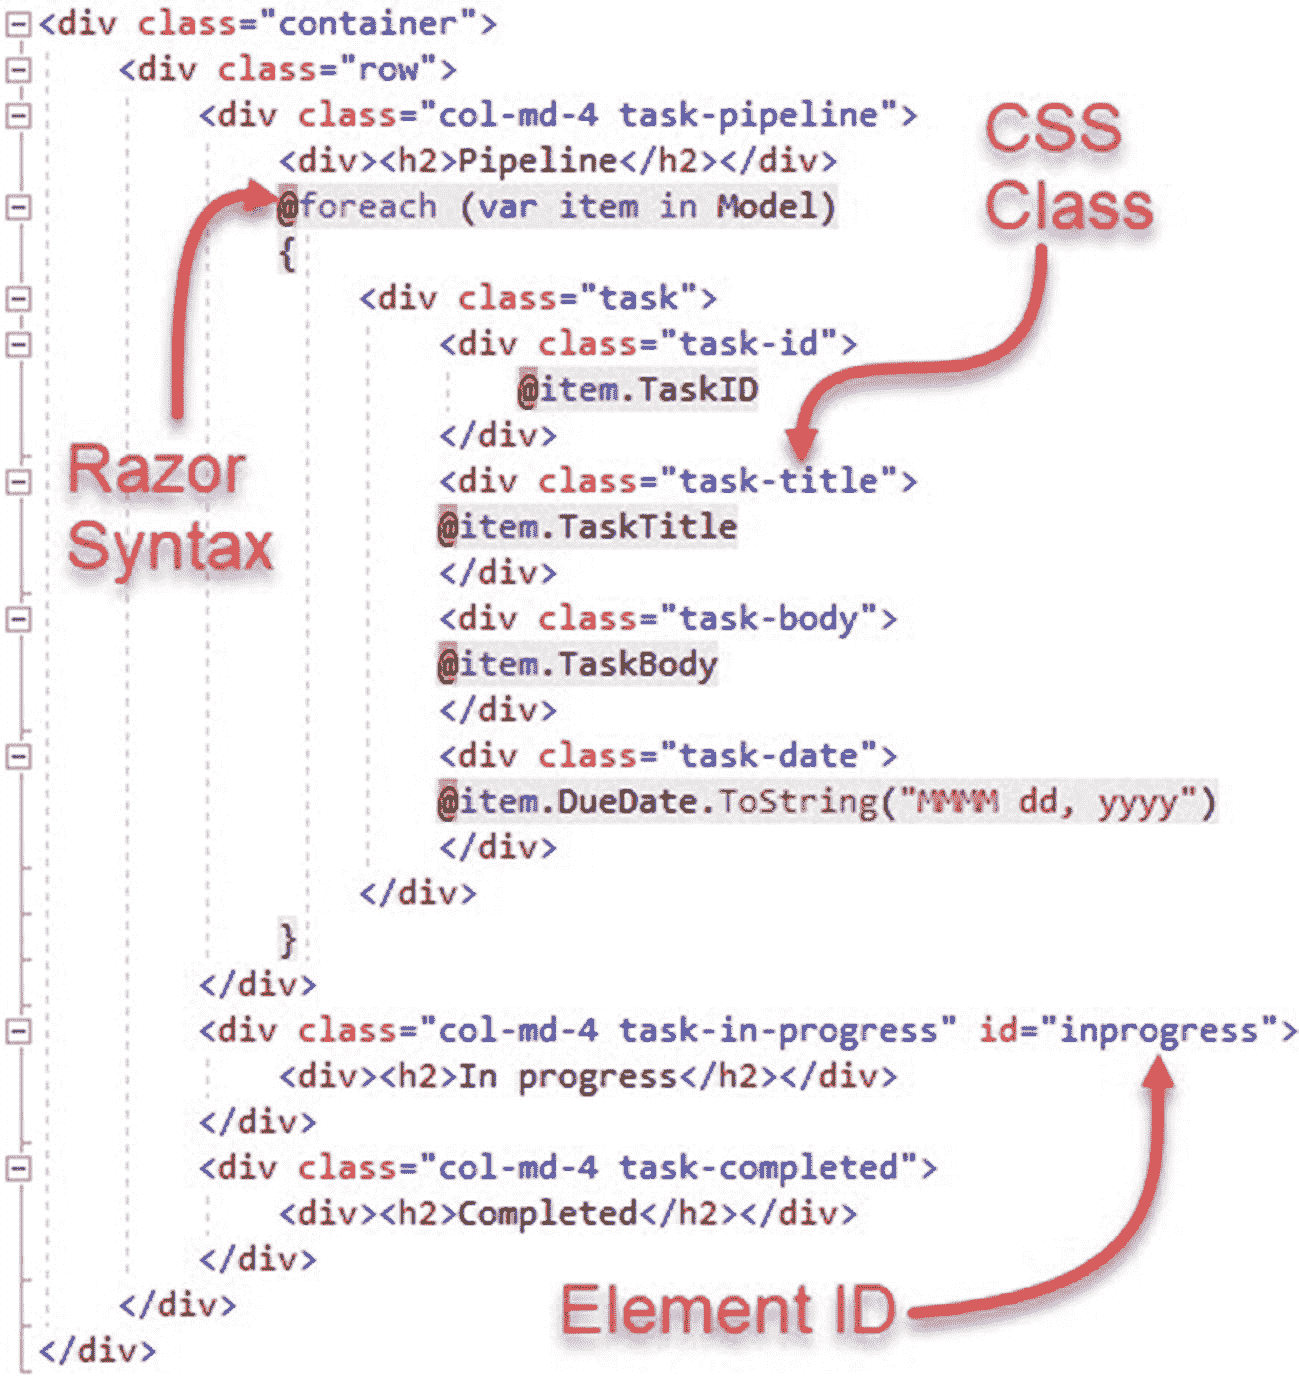 <div class="container">
<div class="row">
<div class="col-md-4 task-pipeline">
<div><h2>Pipeline</h2></div>
@foreach (var item in Model)
{
<div class="task">
<div class="task-id">
@item.TaskID
</div>
<div class="task-title">
@item.TaskTitle
</div>
<div class="task-body">
@item.TaskBody
</div>
<div class="task-date">
@item.DueDate.ToString("MMMM dd, yyyy")
</div>
</div>
}
</div>
<div class="col-md-4 task-in-progress" id="inprogress">
<div><h2>In progress</h2></div>
</div>
<div class="col-md-4 task-completed">
<div><h2>Completed</h2></div>
</div>
</div>
</div>
CSS
Class
Razor
Syntax
Element ID